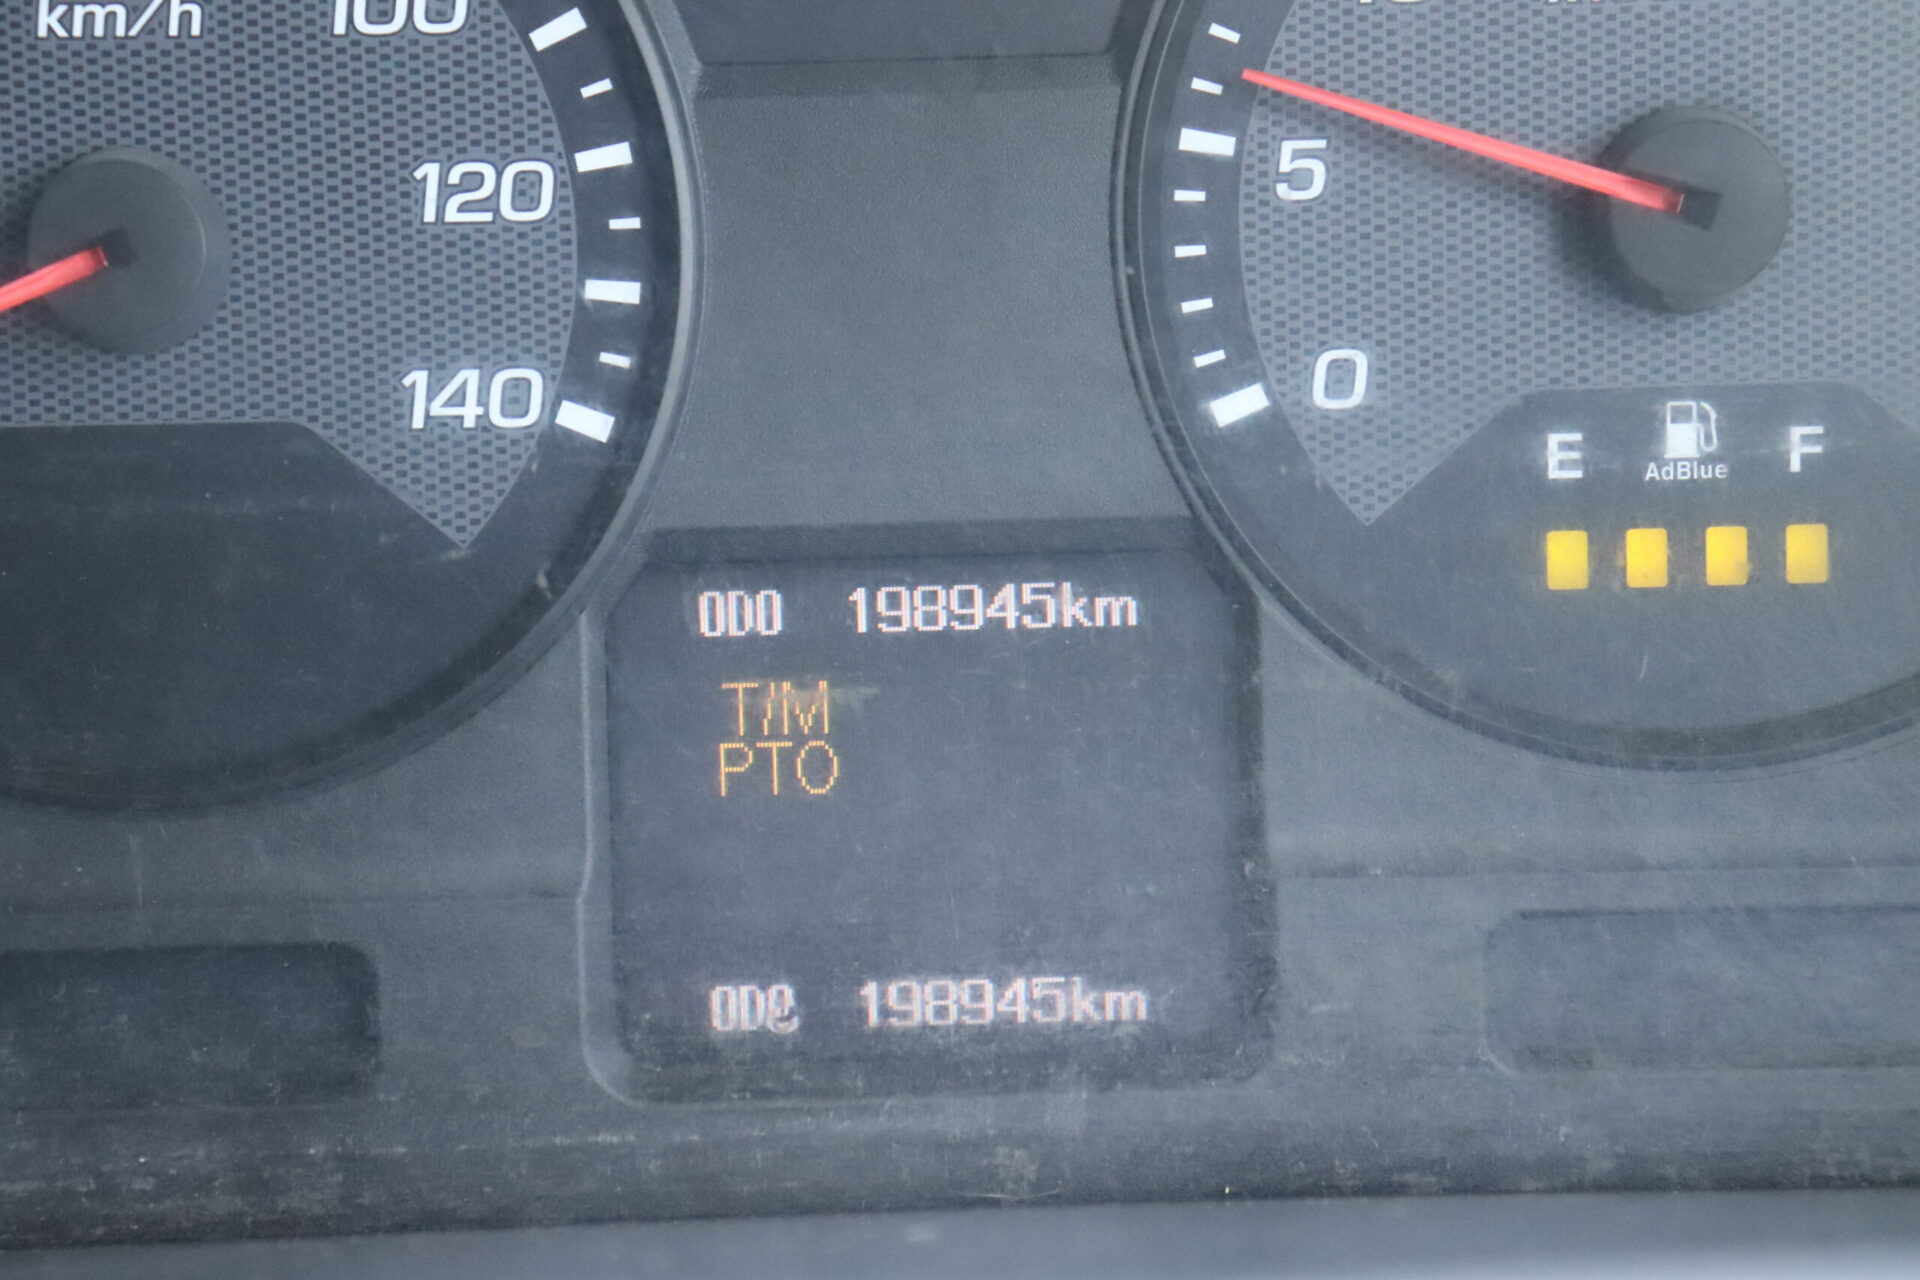 km/h
100
120
140
5
0
E
F
AdBlue
ODO 198945km
T/M
PTO
ODO 198945km